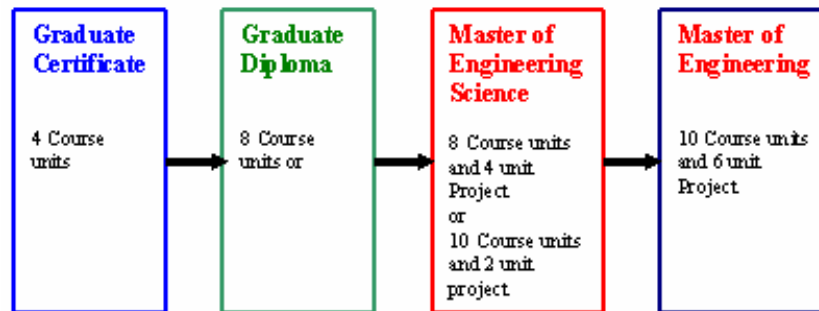 Graduate
Certificate
4 Course
units
Graduate
Diploma
8 Course
units or
Master of
Engineering
Science
8 Course units
and 4 unit
Project
or
10 Course units
and 2 unit
project.
Master of
Engineering
10 Course units
and 6 unit
Project